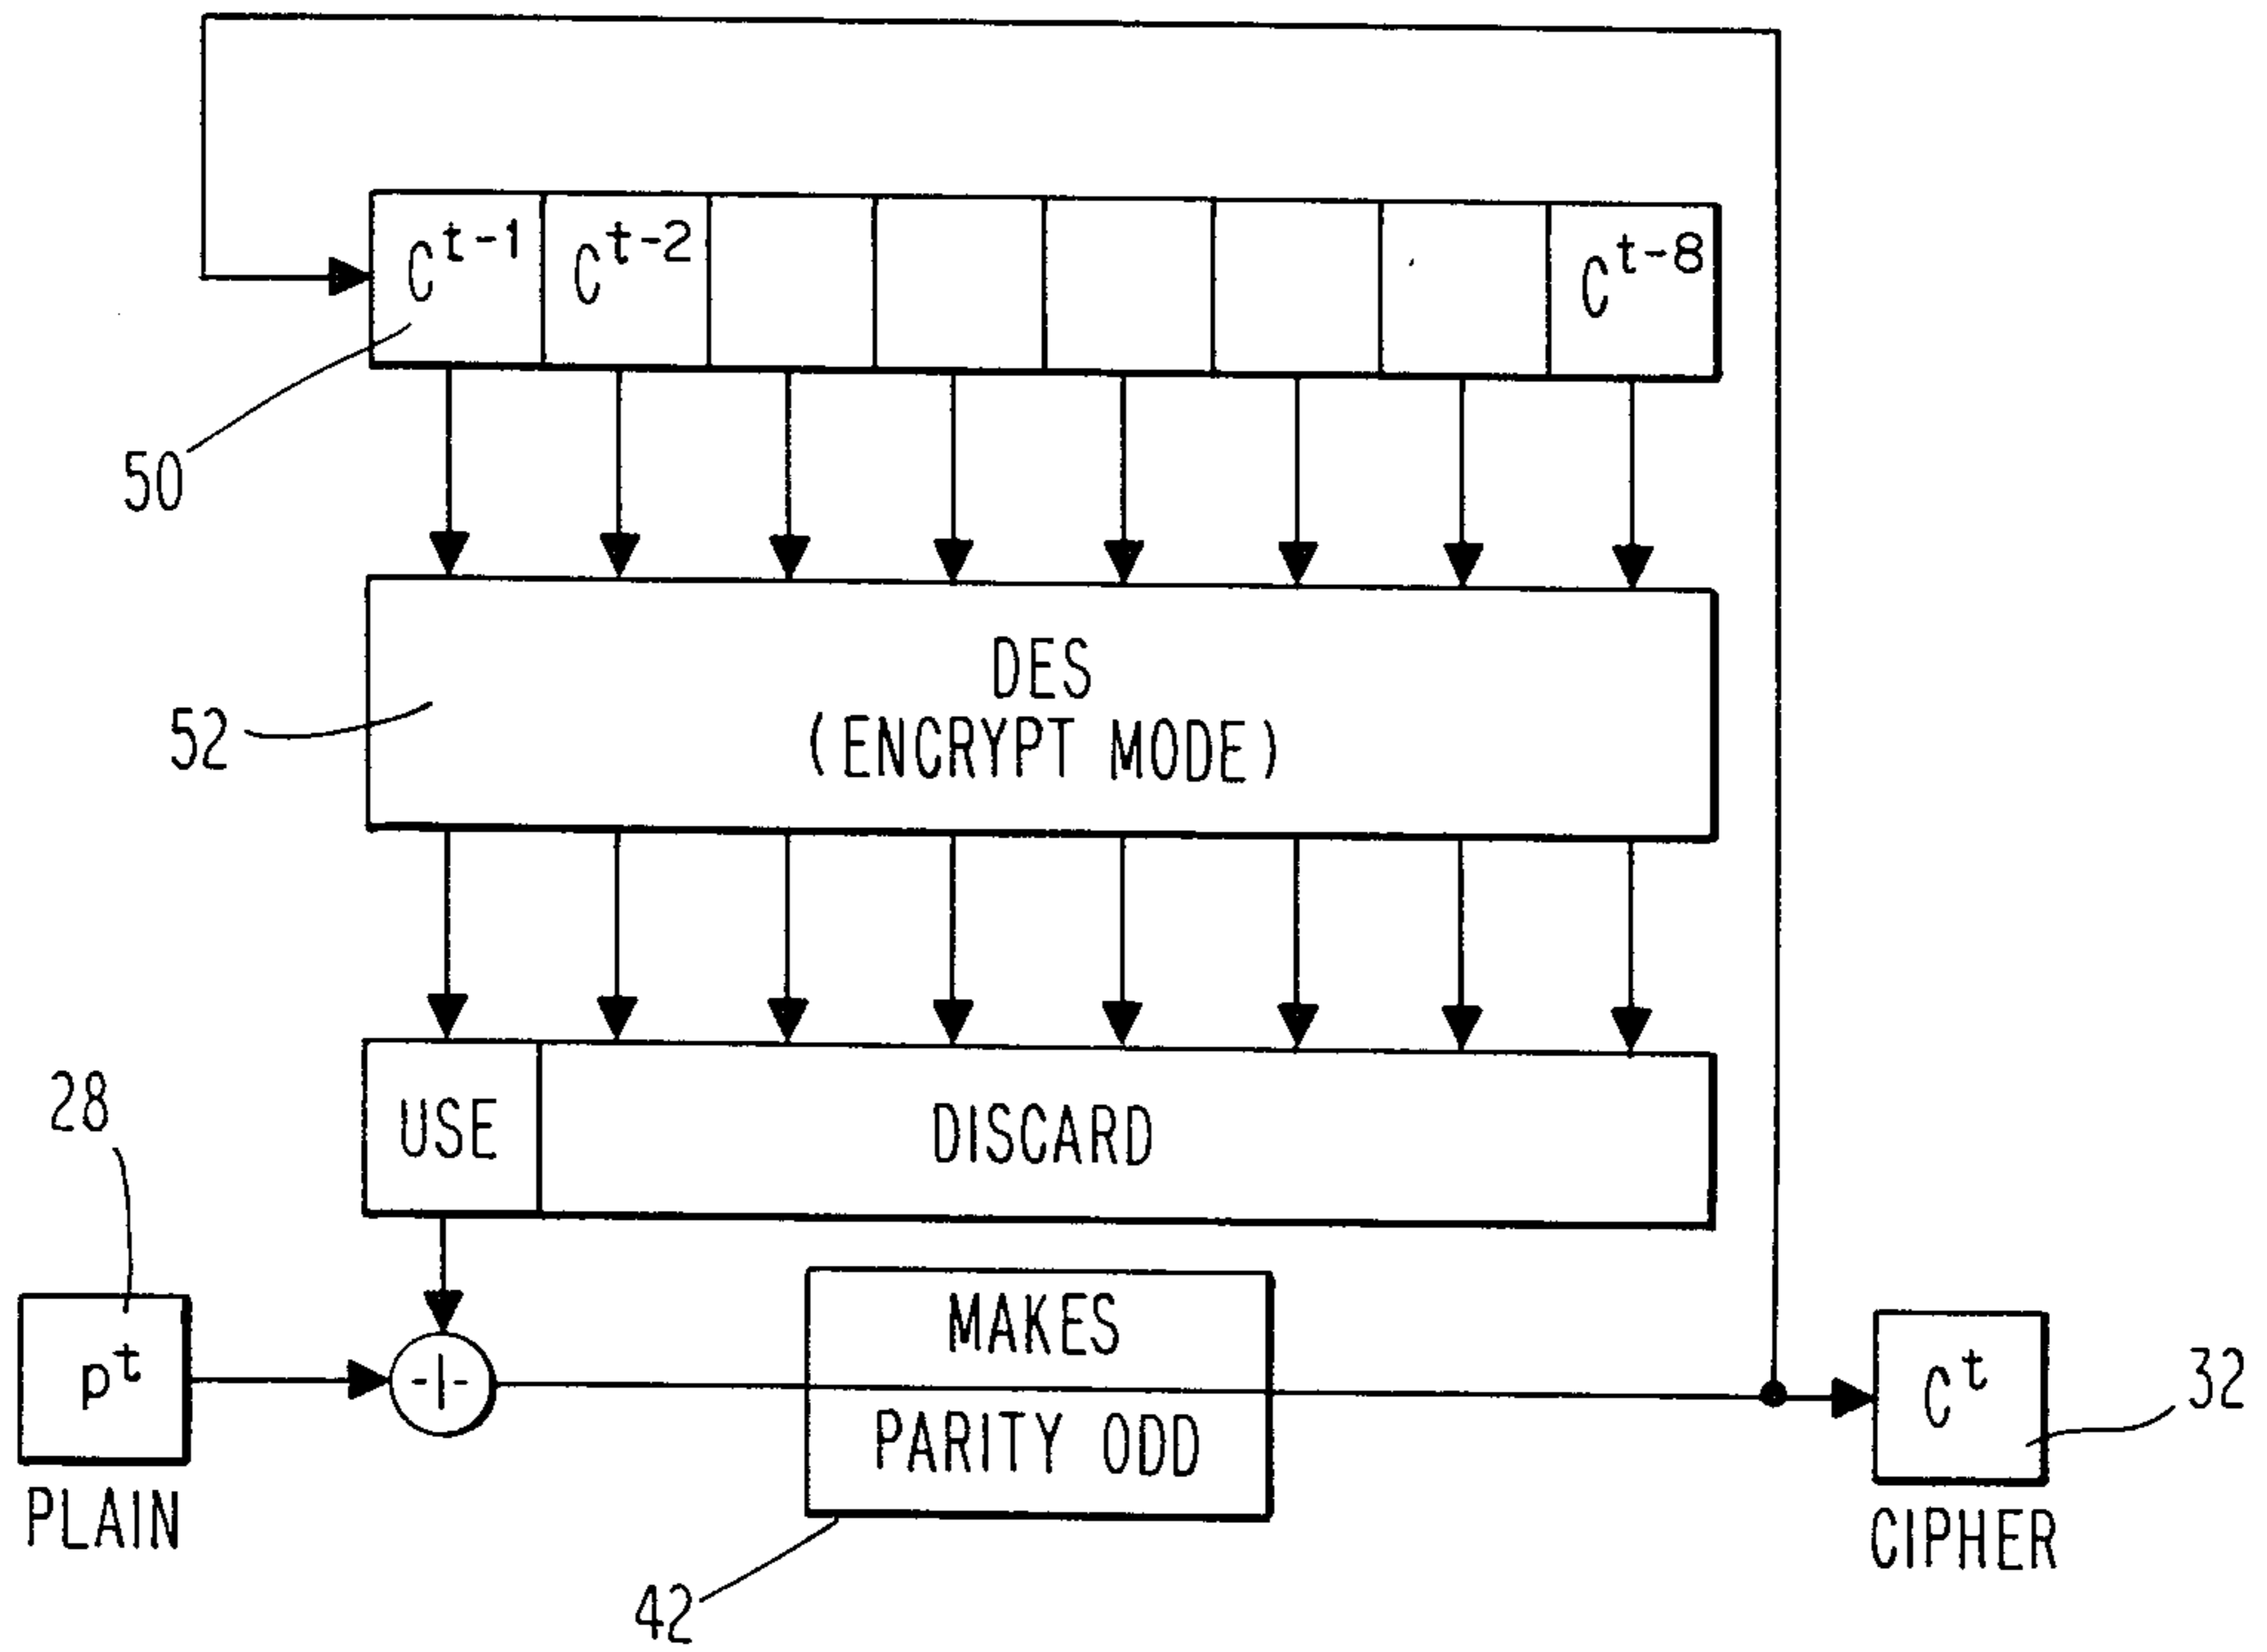 C^t-1 C^t-2 C^t-8
50
DES
(ENCRYPT MODE)
52
28
USE DISCARD
MAKES
PARITY ODD
P^t
C^t
32
PLAIN
CIPHER
42